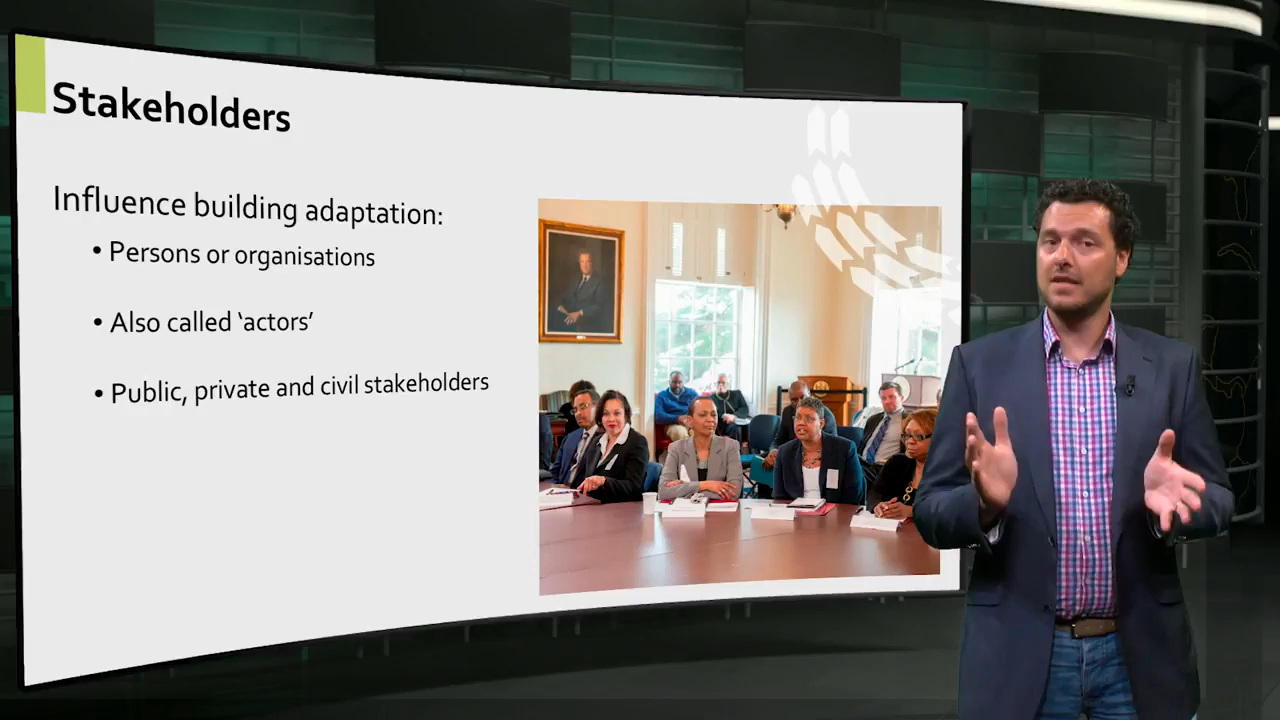 Stakeholders
Influence building adaptation:
• Persons or organisations
• Also called ‘actors’
• Public, private and civil stakeholders